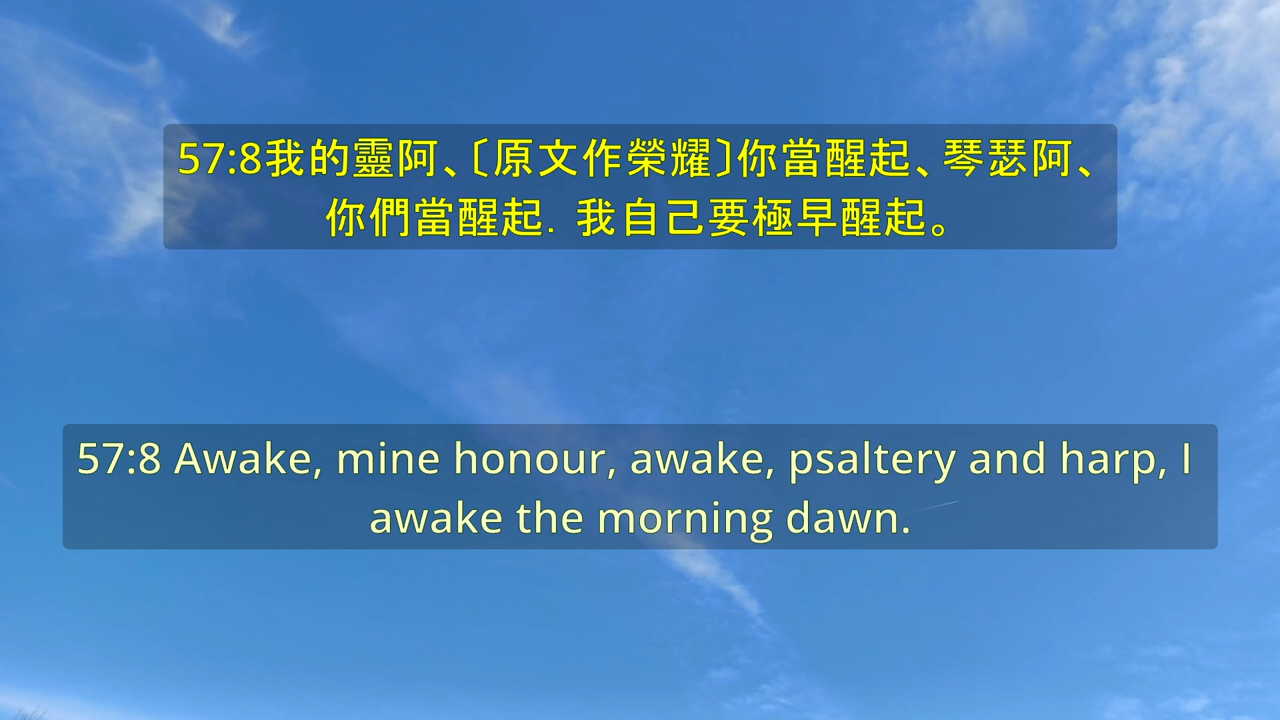 57:8我的靈阿、〔原文作榮耀〕你當醒起、琴瑟阿、
你們當醒起．我自己要極早醒起。
57:8 Awake, mine honour, awake, psaltery and harp, I
awake the morning dawn.